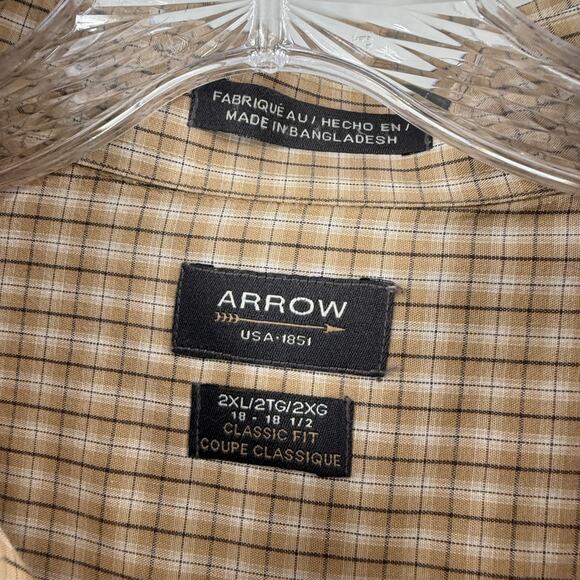 FABRIQUÉ AU / HECHO EN /
MADE IN BANGLADESH
ARROW
USA·1851
2XL/2TG/2XG
18 - 18 1/2
CLASSIC FIT
COUPE CLASSIQUE